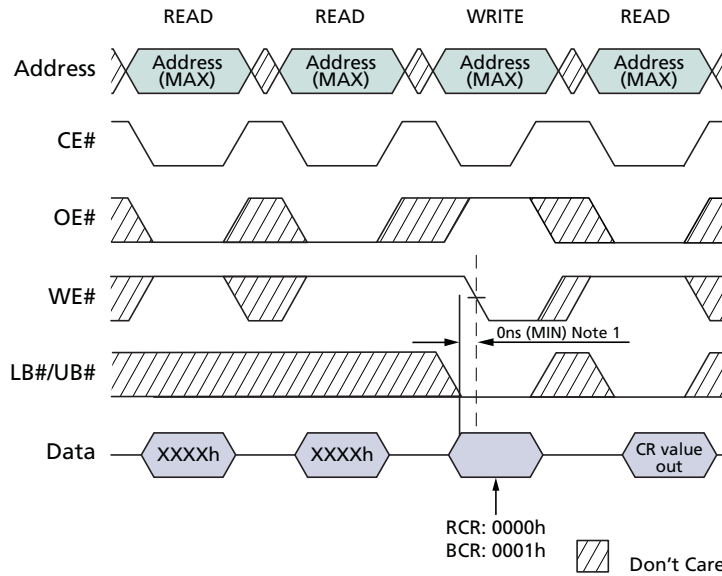 READ READ WRITE READ
Address Address (MAX) Address (MAX) Address (MAX) Address (MAX)
CE#
OE#
WE#
0ns (MIN) Note 1
LB#/UB#
Data XXXXh XXXXh CR value out
RCR: 0000h
BCR: 0001h
Don't Care